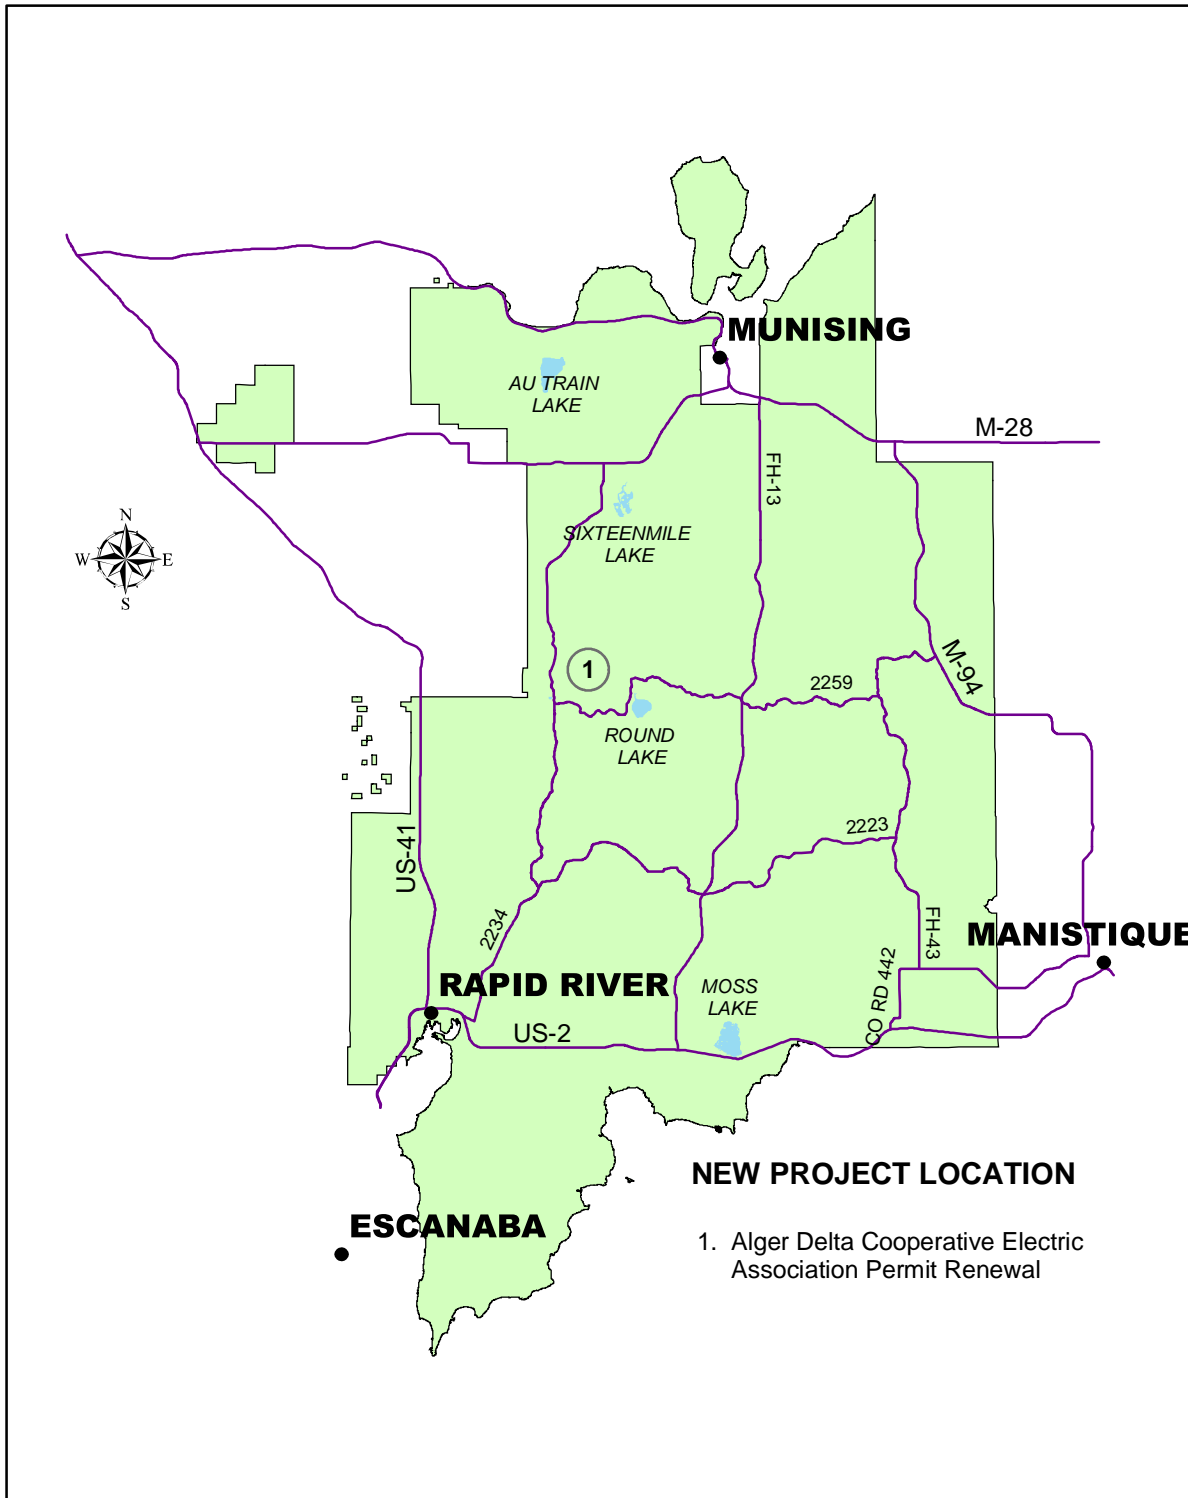 MUNISING
AU TRAIN
LAKE
M-28
FH-13
SIXTEENMILE
LAKE
N
W
E
S
1
M-94
2259
ROUND
LAKE
2223
US-41
2234
FH-43
MANISTIQUE
CO RD 442
RAPID RIVER
MOSS
LAKE
US-2
NEW PROJECT LOCATION
ESCANABA
1. Alger Delta Cooperative Electric
Association Permit Renewal